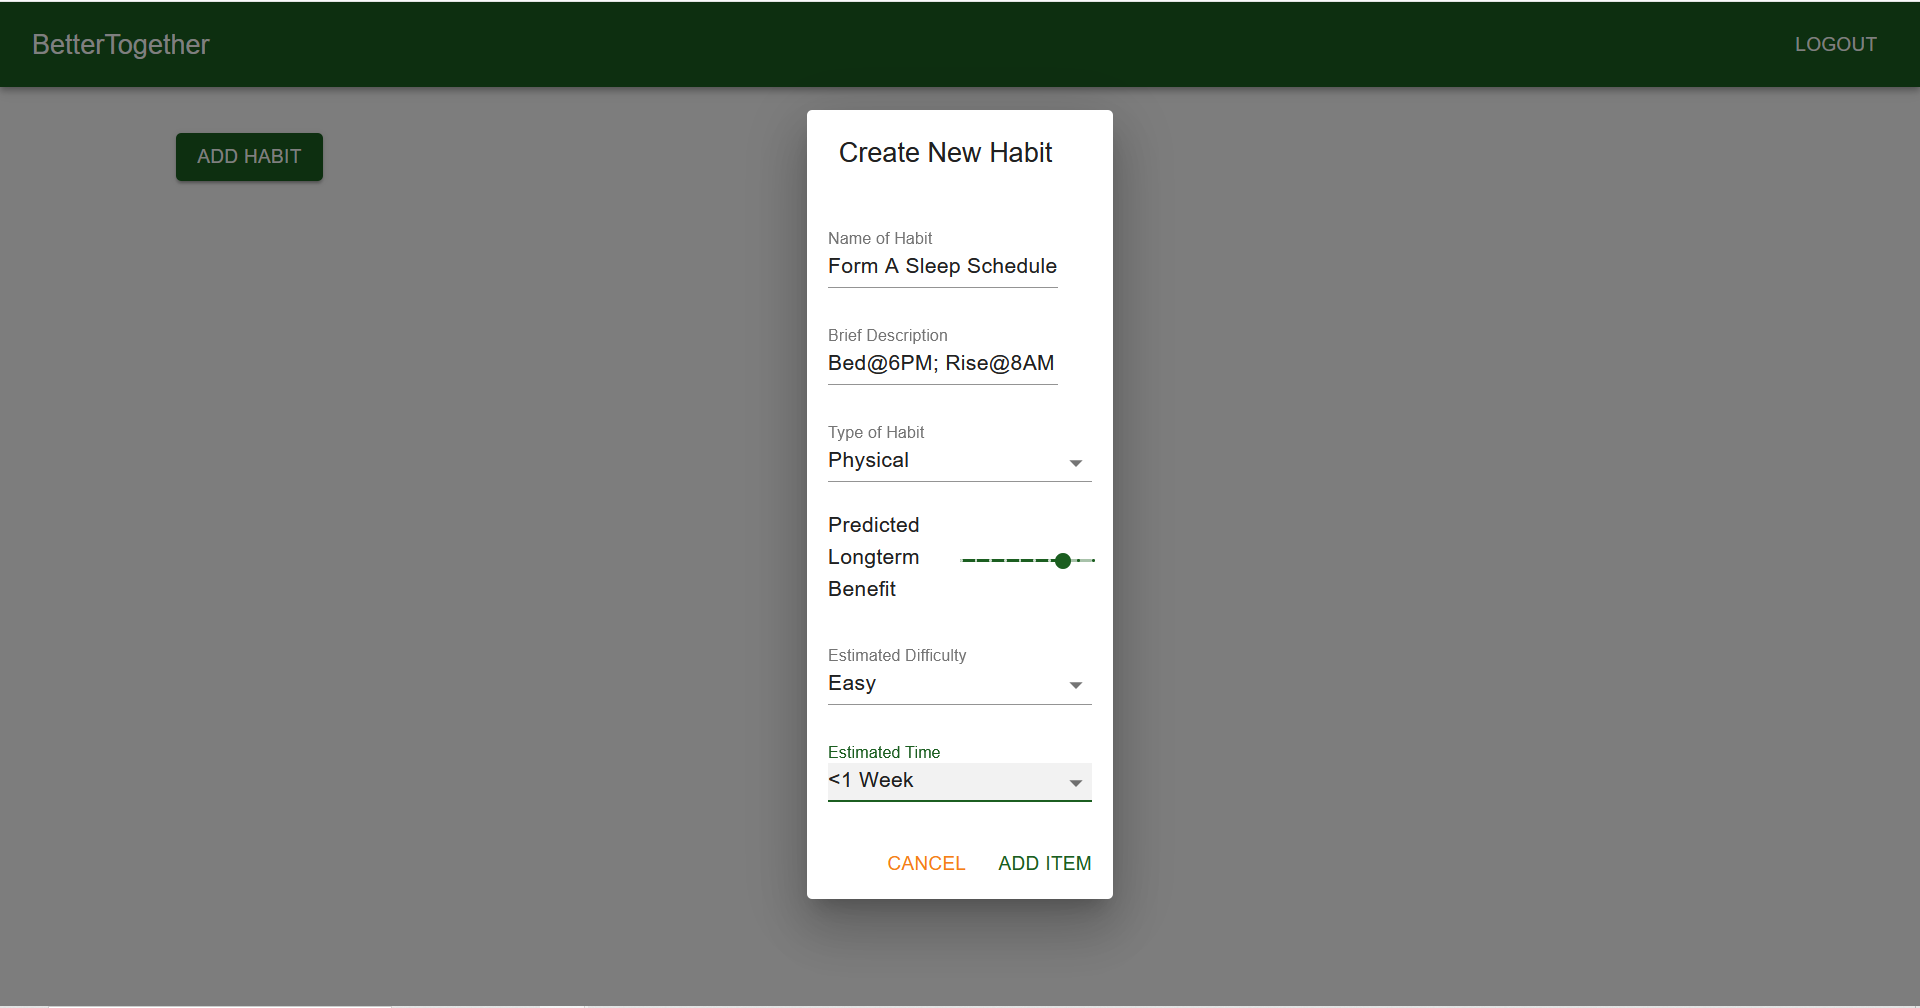 BetterTogether
LOGOUT
ADD HABIT
Create New Habit
Name of Habit
Form A Sleep Schedule
Brief Description
Bed@6PM; Rise@8AM
Type of Habit
Physical
Predicted
Longterm
Benefit
Estimated Difficulty
Easy
Estimated Time
<1 Week
CANCEL
ADD ITEM